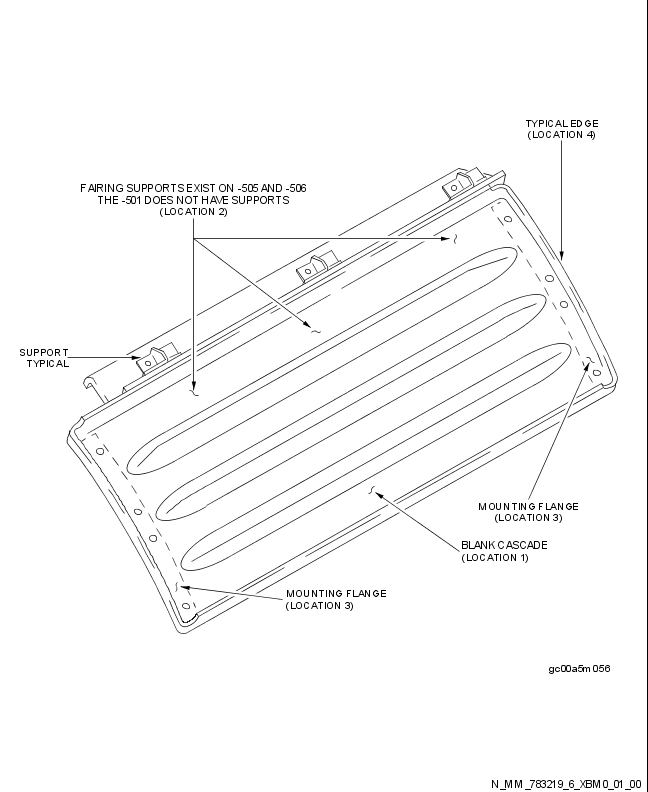 TYPICAL EDGE
(LOCATION 4)
FAIRING SUPPORTS EXIST ON -505 AND -506
THE -501 DOES NOT HAVE SUPPORTS
(LOCATION 2)
SUPPORT
TYPICAL
MOUNTING FLANGE
(LOCATION 3)
BLANK CASCADE
(LOCATION 1)
MOUNTING FLANGE
(LOCATION 3)
gc00a5m056
N_MM_783219_6_XBM0_01_00